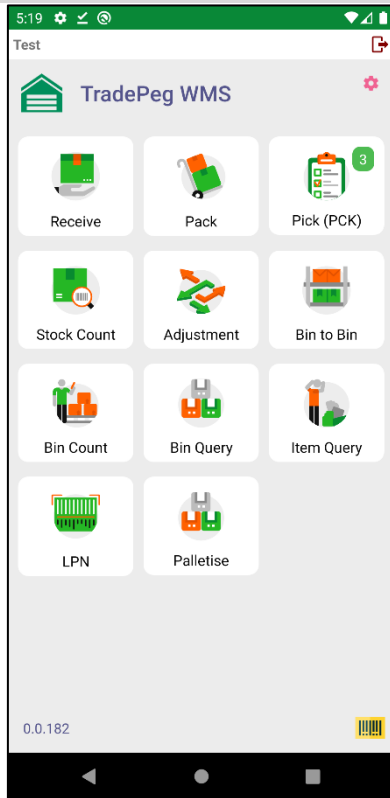 5:19
Test
TradePeg WMS
3
Receive
Pack
Pick (PCK)
Stock Count
Adjustment
Bin to Bin
Bin Count
Bin Query
Item Query
LPN
Palletise
0.0.182